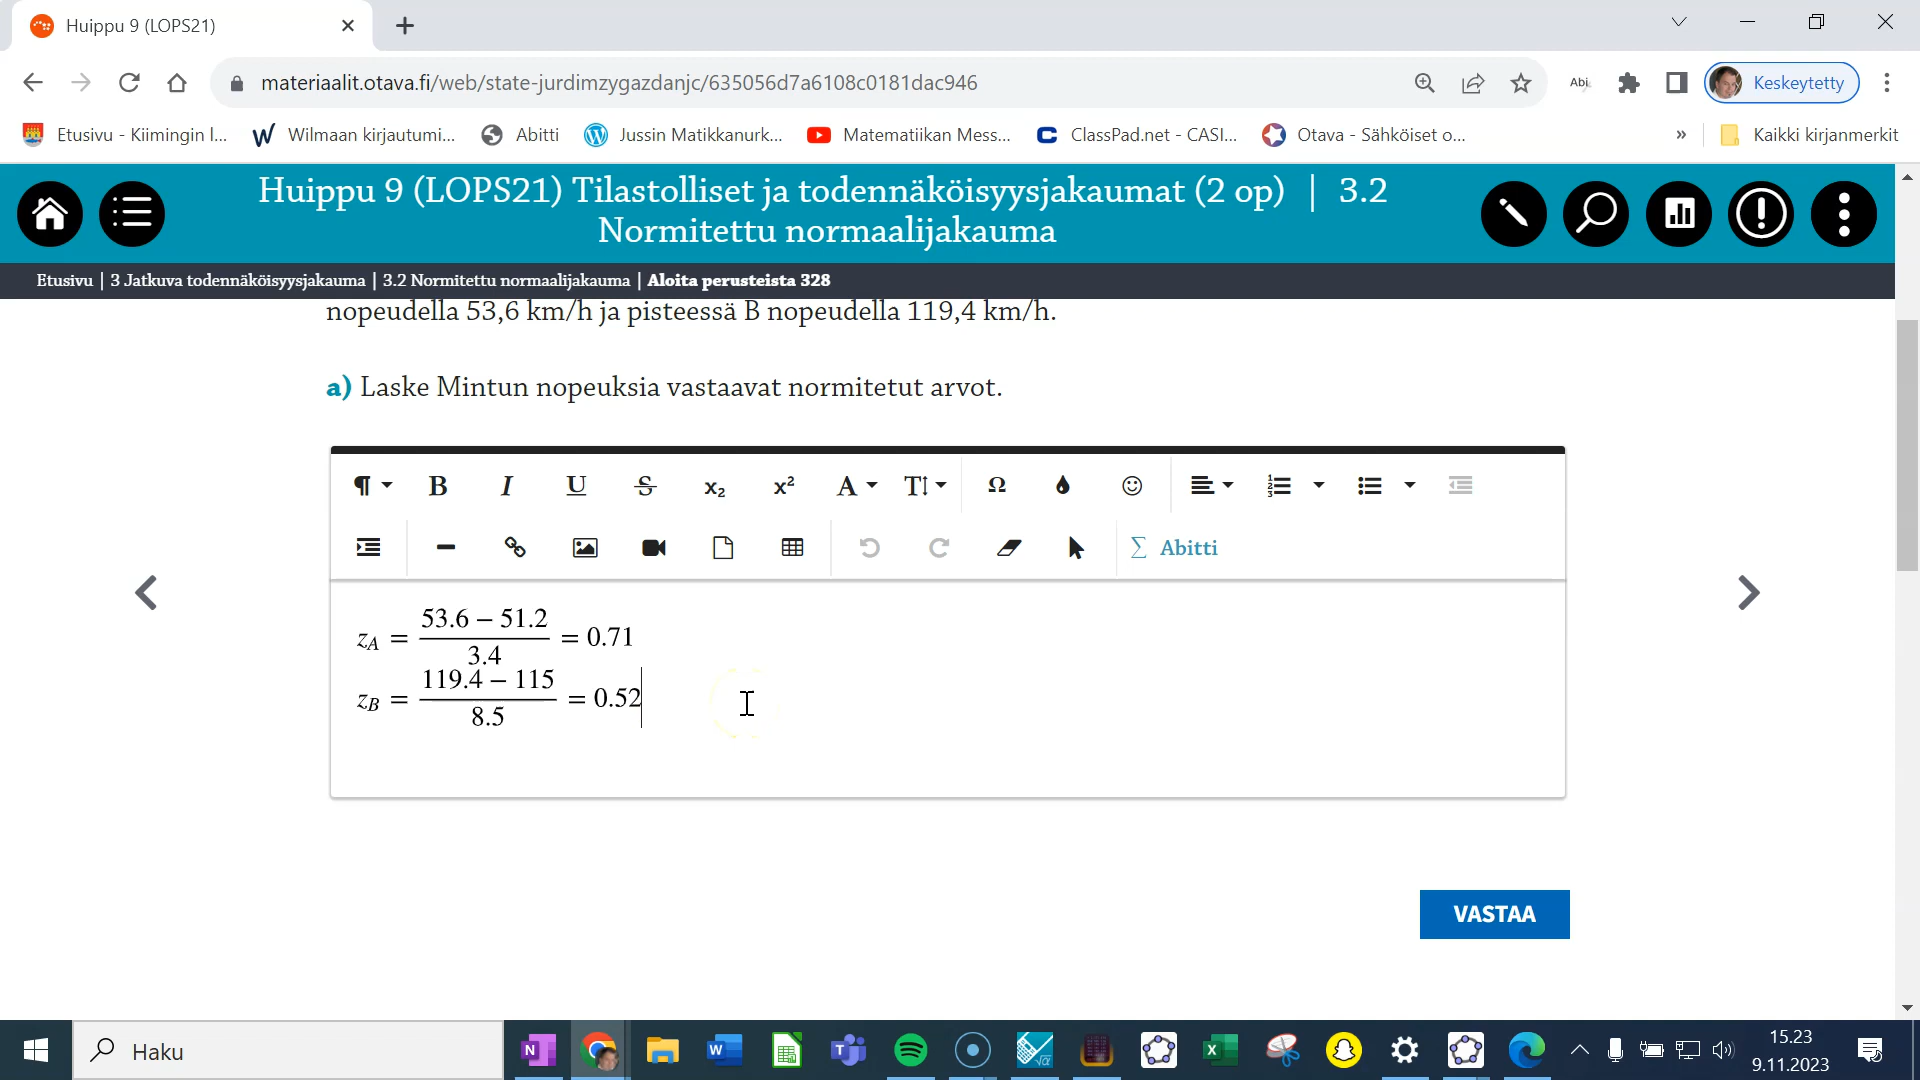 Huippu 9 (LOPS21)
materiaalit.otava.fi/web/state-jurdimzygazdanjc/635056d7a6108c0181dac946
Abi
Keskeytetty
Etusivu - Kiimingin l...
Wilmaan kirjautumi...
Abitti
Jussin Matikkanurk...
Matematiikan Mess...
ClassPad.net - CASI...
Otava - Sähköiset o...
»
Kaikki kirjanmerkit
Huippu 9 (LOPS21) Tilastolliset ja todennäköisyysjakaumat (2 op) | 3.2
Normitettu normaalijakauma
Etusivu | 3 Jatkuva todennäköisyysjakauma | 3.2 Normitettu normaalijakauma | Aloita perusteista 328
nopeudella 53,6 km/h ja pisteessä B nopeudella 119,4 km/h.
a) Laske Mintun nopeuksia vastaavat normitetut arvot.
¶ B I U S x₂ x² A T Ω
∑ Abitti
z_A = (53.6 − 51.2)/3.4 = 0.71
z_B = (119.4 − 115)/8.5 = 0.52
VASTAA
Haku
15.23
9.11.2023